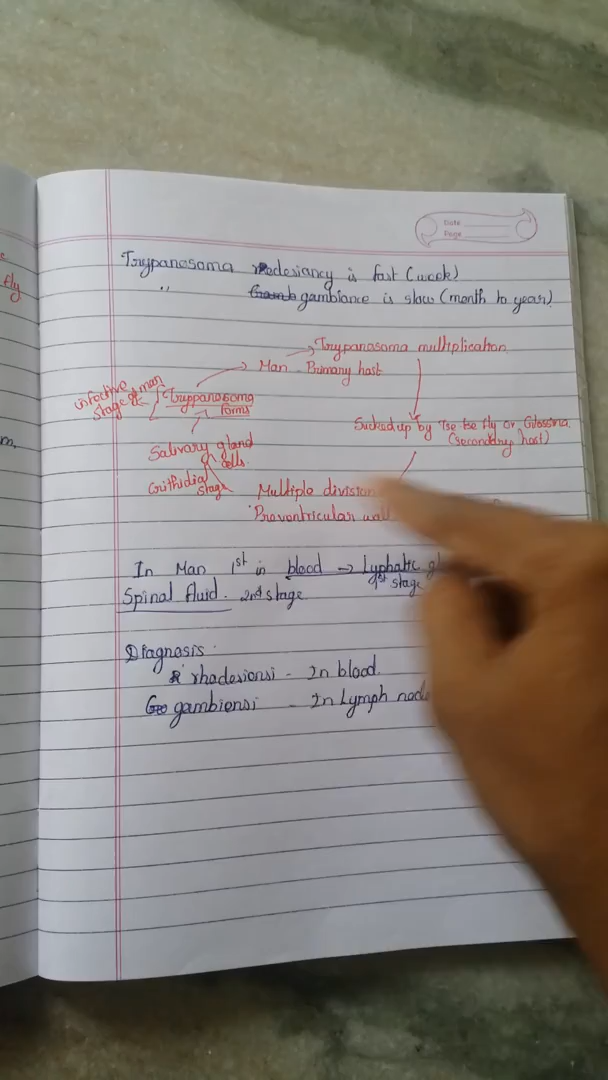 Date
Page
fly
Trypanosoma rhodesiancy is fast (week)
" gambiance is slow (month to year)
Trypanosoma multiplication
Man - Primary host
infective
stage of man
Tryppanosoma
forms
Sucked up by Tse tse fly or Glossina
(secondary host)
Salivary gland
cells.
Crithidial
stage
Multiple division
Proventricular wall
In Man 1st in blood → Lyphatic
1st stage
Spinal fluid. 2nd stage
Diagnosis.
rhadesionsi - In blood.
gambiensi - In Lymph node